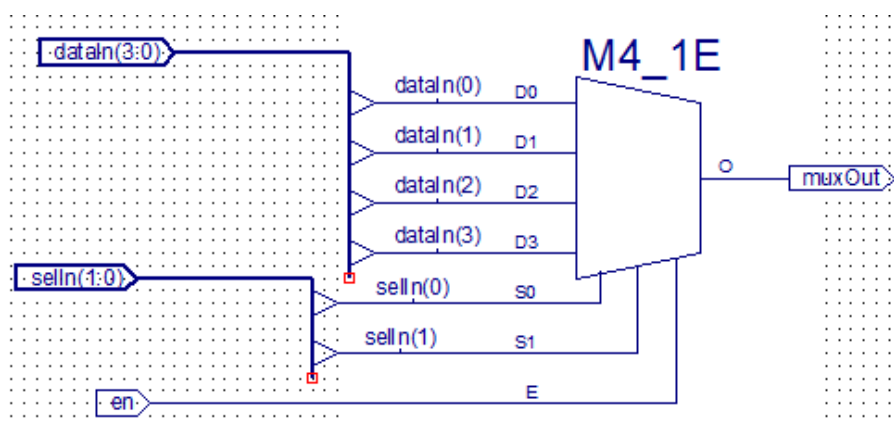 M4_1E
dataIn(3:0)
dataIn(0) D0
dataIn(1) D1
O
muxOut
dataIn(2) D2
dataIn(3) D3
selIn(1:0)
selIn(0) S0
selIn(1) S1
en
E